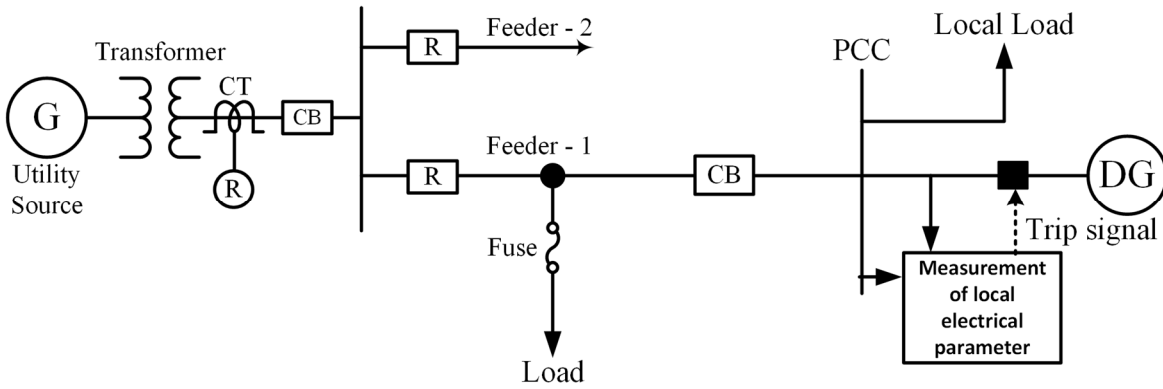 Feeder - 2
Local Load
Transformer
R
PCC
CT
G
CB
Feeder - 1
R
CB
DG
Utility
Source
R
Fuse
Trip signal
Measurement
of local
electrical
parameter
Load